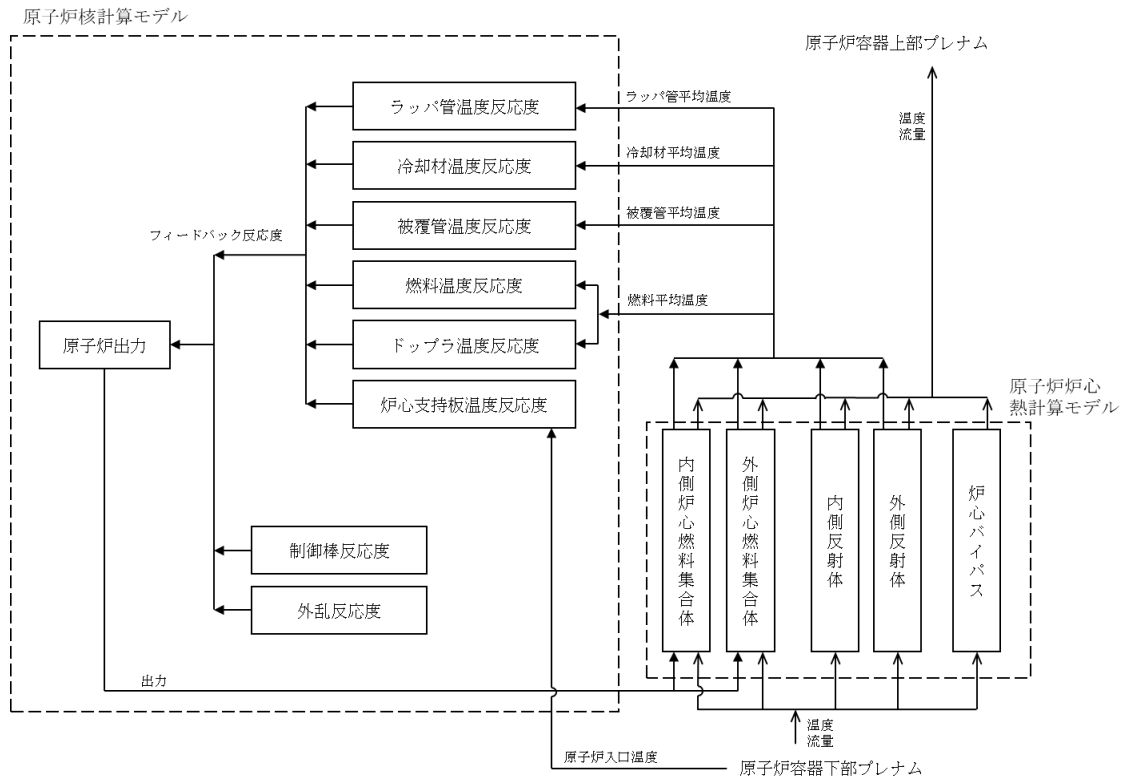 原子炉核計算モデル
原子炉容器上部プレナム
ラッパ管温度反応度
ラッパ管平均温度
温度
流量
冷却材温度反応度
冷却材平均温度
被覆管温度反応度
被覆管平均温度
フィードバック反応度
燃料温度反応度
燃料平均温度
原子炉出力
ドップラ温度反応度
炉心支持板温度反応度
原子炉炉心
熱計算モデル
内側炉心燃料集合体
外側炉心燃料集合体
内側反射体
外側反射体
炉心バイパス
制御棒反応度
外乱反応度
出力
温度
流量
原子炉入口温度
原子炉容器下部プレナム